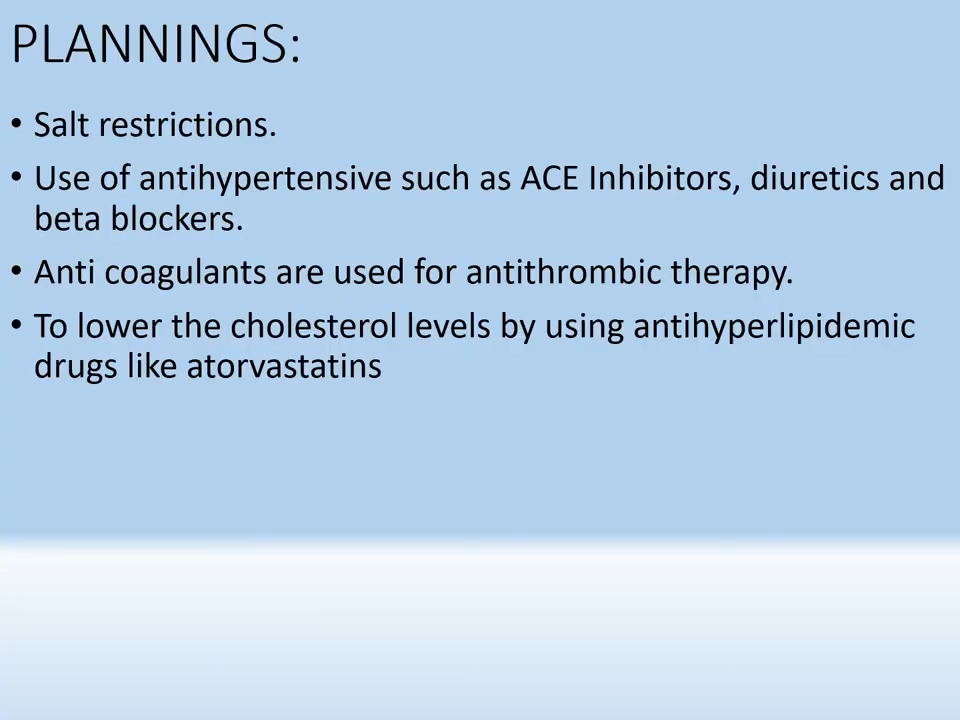 PLANNINGS:
• Salt restrictions.
• Use of antihypertensive such as ACE Inhibitors, diuretics and
beta blockers.
• Anti coagulants are used for antithrombic therapy.
• To lower the cholesterol levels by using antihyperlipidemic
drugs like atorvastatins